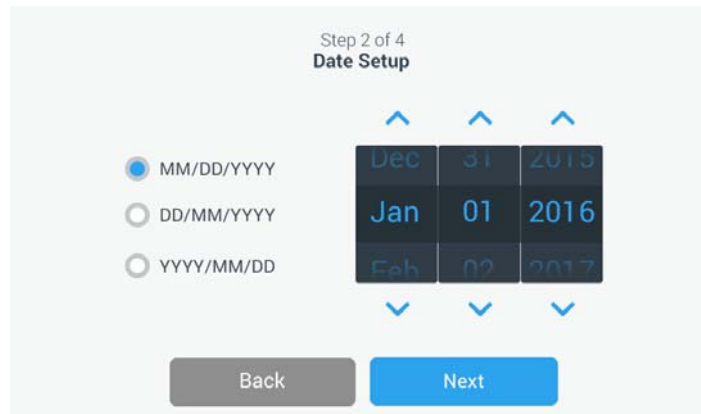 Step 2 of 4
Date Setup
MM/DD/YYYY
DD/MM/YYYY
YYYY/MM/DD
Dec 31 2015
Jan 01 2016
Feb 02 2017
Back
Next